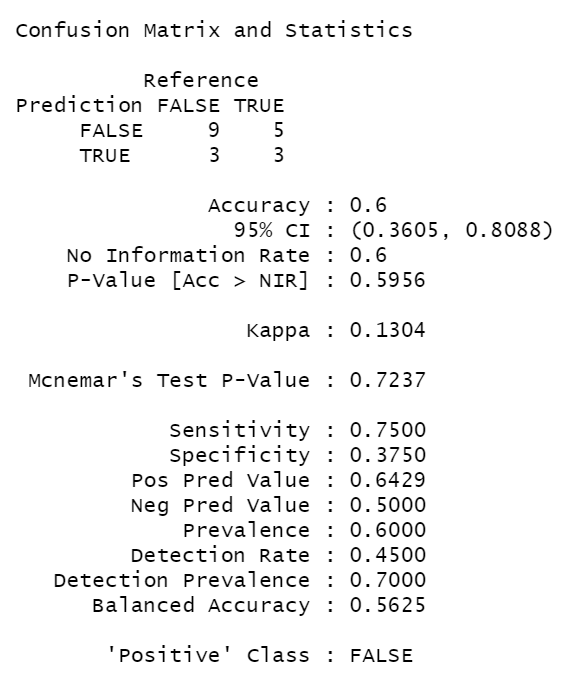 Confusion Matrix and Statistics

          Reference
Prediction FALSE TRUE
     FALSE     9    5
     TRUE      3    3

               Accuracy : 0.6
                 95% CI : (0.3605, 0.8088)
    No Information Rate : 0.6
    P-Value [Acc > NIR] : 0.5956

                  Kappa : 0.1304

 Mcnemar's Test P-Value : 0.7237

            Sensitivity : 0.7500
            Specificity : 0.3750
         Pos Pred Value : 0.6429
         Neg Pred Value : 0.5000
             Prevalence : 0.6000
         Detection Rate : 0.4500
   Detection Prevalence : 0.7000
      Balanced Accuracy : 0.5625

       'Positive' Class : FALSE